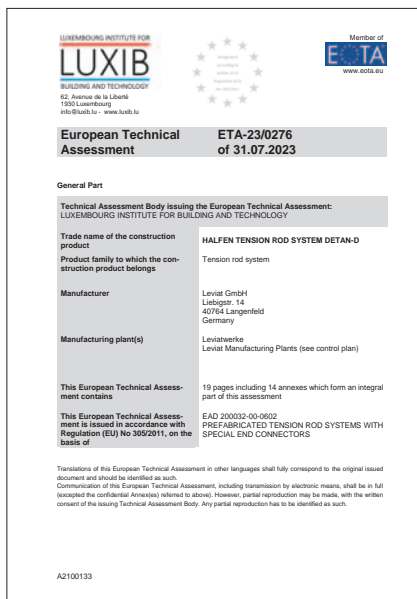 LUXEMBOURG INSTITUTE FOR
LUXIB
BUILDING AND TECHNOLOGY
62, Avenue de la Liberté
1930 Luxembourg
info@luxib.lu - www.luxib.lu
Member of
EOTA
www.eota.eu
European Technical Assessment
ETA-23/0276
of 31.07.2023
General Part
Technical Assessment Body issuing the European Technical Assessment:
LUXEMBOURG INSTITUTE FOR BUILDING AND TECHNOLOGY
Trade name of the construction
product
HALFEN TENSION ROD SYSTEM DETAN-D
Product family to which the con-
struction product belongs
Tension rod system
Manufacturer
Leviat GmbH
Liebigstr. 14
40764 Langenfeld
Germany
Manufacturing plant(s)
Leviatwerke
Leviat Manufacturing Plants (see control plan)
This European Technical Assess-
ment contains
19 pages including 14 annexes which form an integral
part of this assessment
This European Technical Assess-
ment is issued in accordance with
Regulation (EU) No 305/2011, on the
basis of
EAD 200032-00-0602
PREFABRICATED TENSION ROD SYSTEMS WITH
SPECIAL END CONNECTORS
Translations of this European Technical Assessment in other languages shall fully correspond to the original issued
document and should be identified as such.
Communication of this European Technical Assessment, including transmission by electronic means, shall be in full
(excepted the confidential Annex(es) referred to above). However, partial reproduction may be made, with the written
consent of the issuing Technical Assessment Body. Any partial reproduction has to be identified as such.
A2100133